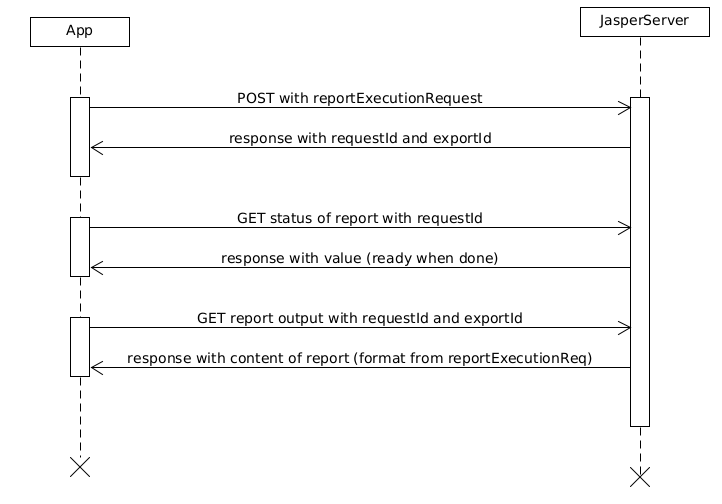 App
JasperServer
POST with reportExecutionRequest
response with requestId and exportId
GET status of report with requestId
response with value (ready when done)
GET report output with requestId and exportId
response with content of report (format from reportExecutionReq)